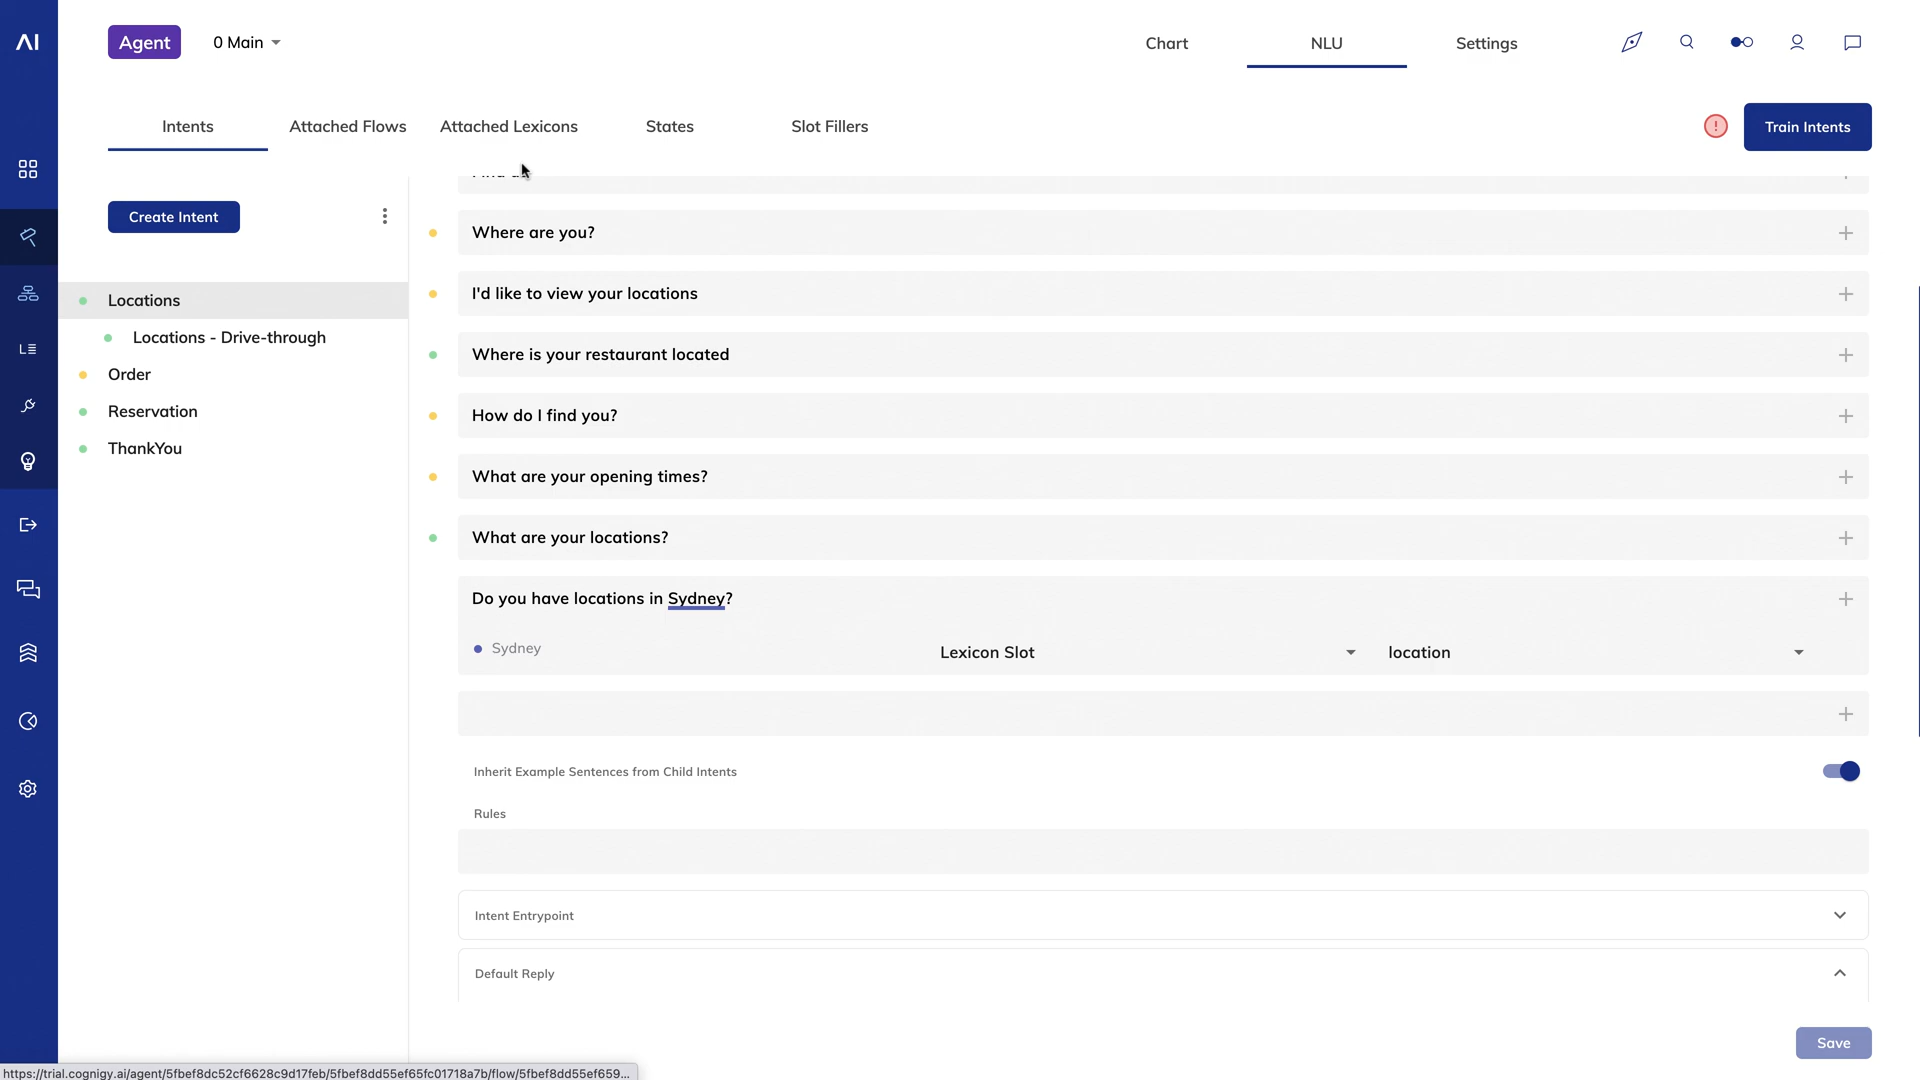 AI
Agent
0 Main
Chart
NLU
Settings
Intents
Attached Flows
Attached Lexicons
States
Slot Fillers
!
Train Intents
Create Intent
Where are you?
I'd like to view your locations
Locations
Locations - Drive-through
Where is your restaurant located
Order
Reservation
How do I find you?
ThankYou
What are your opening times?
What are your locations?
Do you have locations in Sydney?
Sydney
Lexicon Slot
location
Inherit Example Sentences from Child Intents
Rules
Intent Entrypoint
Default Reply
Save
https://trial.cognigy.ai/agent/5fbef8dc52cf6628c9d17feb/5fbef8dd55ef65fc01718a7b/flow/5fbef8dd55ef659...